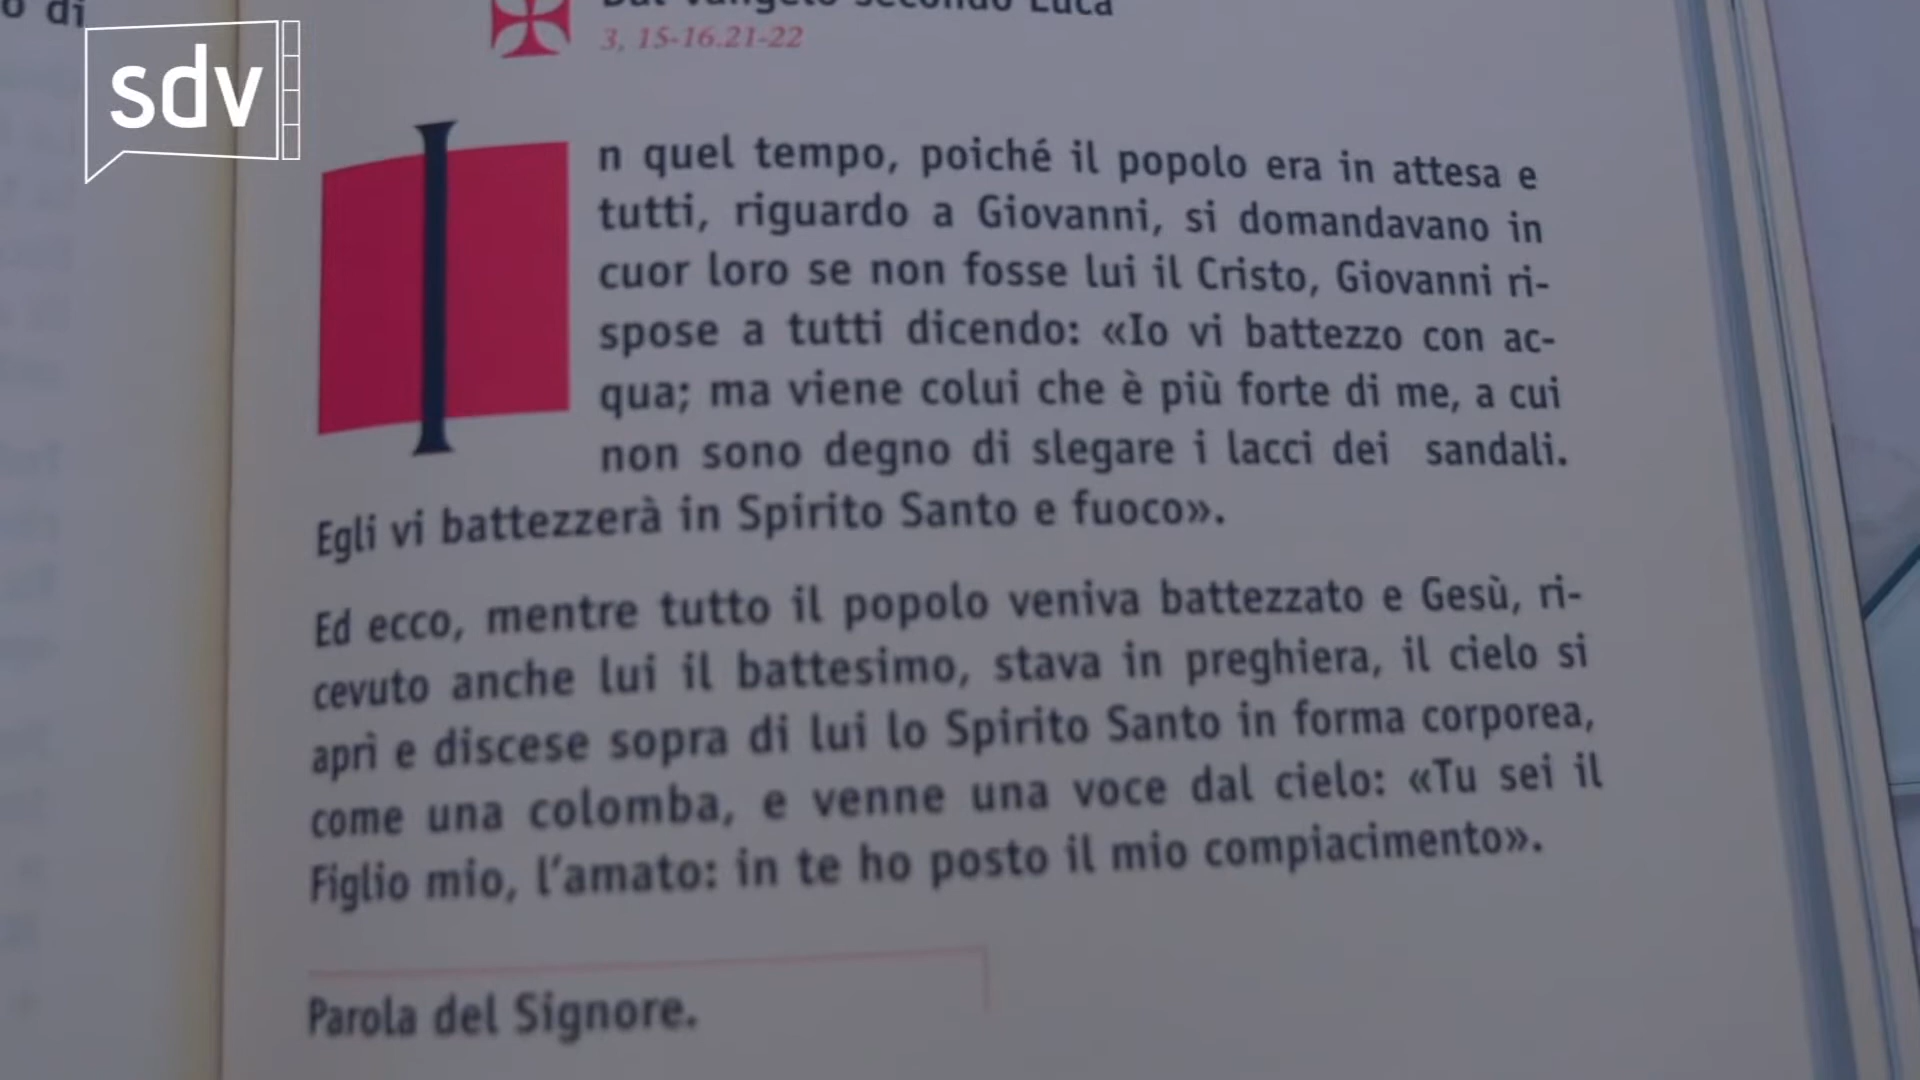 o di
sdv
Dal Vangelo secondo Luca
3, 15-16.21-22
In quel tempo, poiché il popolo era in attesa e
tutti, riguardo a Giovanni, si domandavano in
cuor loro se non fosse lui il Cristo, Giovanni ri-
spose a tutti dicendo: «Io vi battezzo con ac-
qua; ma viene colui che è più forte di me, a cui
non sono degno di slegare i lacci dei sandali.
Egli vi battezzerà in Spirito Santo e fuoco».
Ed ecco, mentre tutto il popolo veniva battezzato e Gesù, ri-
cevuto anche lui il battesimo, stava in preghiera, il cielo si
aprì e discese sopra di lui lo Spirito Santo in forma corporea,
come una colomba, e venne una voce dal cielo: «Tu sei il
Figlio mio, l'amato: in te ho posto il mio compiacimento».
Parola del Signore.